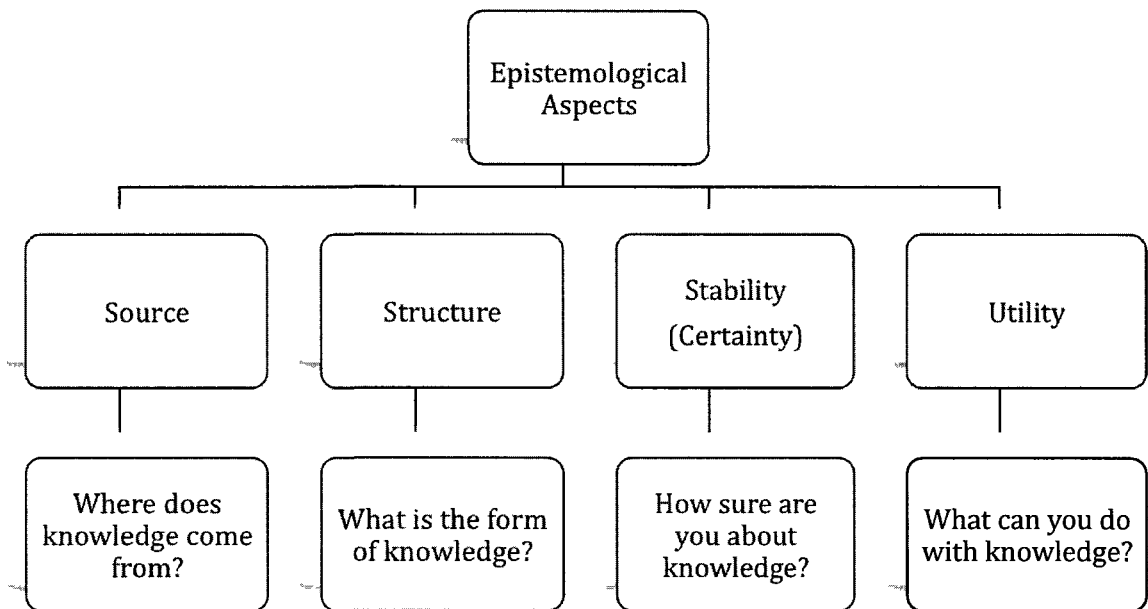 Epistemological
Aspects
Source
Structure
Stability
(Certainty)
Utility
Where does
knowledge come
from?
What is the form
of knowledge?
How sure are
you about
knowledge?
What can you do
with knowledge?